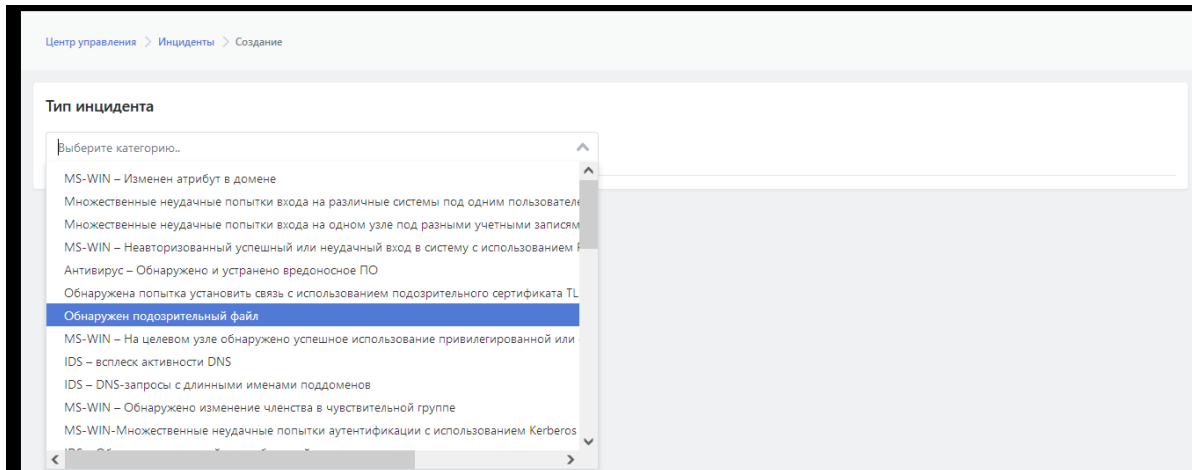 Центр управления > Инциденты > Создание
Тип инцидента
Выберите категорию..
MS-WIN – Изменен атрибут в домене
Множественные неудачные попытки входа на различные системы под одним пользователе
Множественные неудачные попытки входа на одном узле под разными учетными записям
MS-WIN – Неавторизованный успешный или неудачный вход в систему с использованием
Антивирус – Обнаружено и устранено вредоносное ПО
Обнаружена попытка установить связь с использованием подозрительного сертификата TL
Обнаружен подозрительный файл
MS-WIN – На целевом узле обнаружено успешное использование привилегированной или
IDS – всплеск активности DNS
IDS – DNS-запросы с длинными именами поддоменов
MS-WIN – Обнаружено изменение членства в чувствительной группе
MS-WIN-Множественные неудачные попытки аутентификации с использованием Kerberos